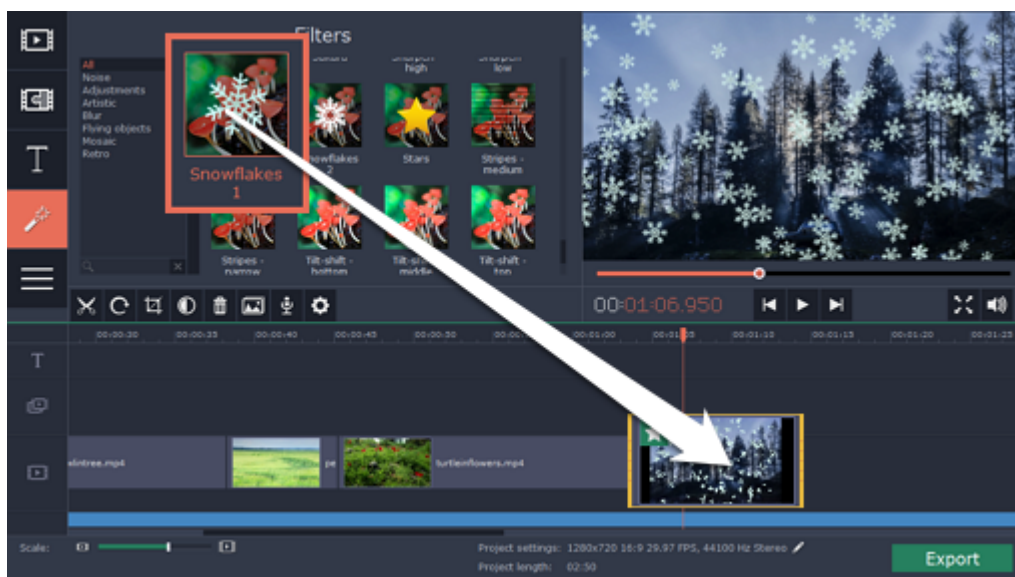 Filters
All
Noise
Adjustments
Artistic
Blur
Flying objects
Mosaic
Retro
high
low
Snowflakes
1
2
Stars
Stripes -
medium
Stripes -
narrow
Tilt-shift -
bottom
middle
Tilt-shift -
top
00:01:06.950
00:00:30
00:00:35
00:00:40
00:00:45
00:00:50
00:01:00
00:01:10
00:01:15
00:01:20
00:01:25
T
turtleinflowers.mp4
Scale:
Project settings: 1280x720 16:9 29.97 FPS, 44100 Hz Stereo
Project length: 02:50
Export